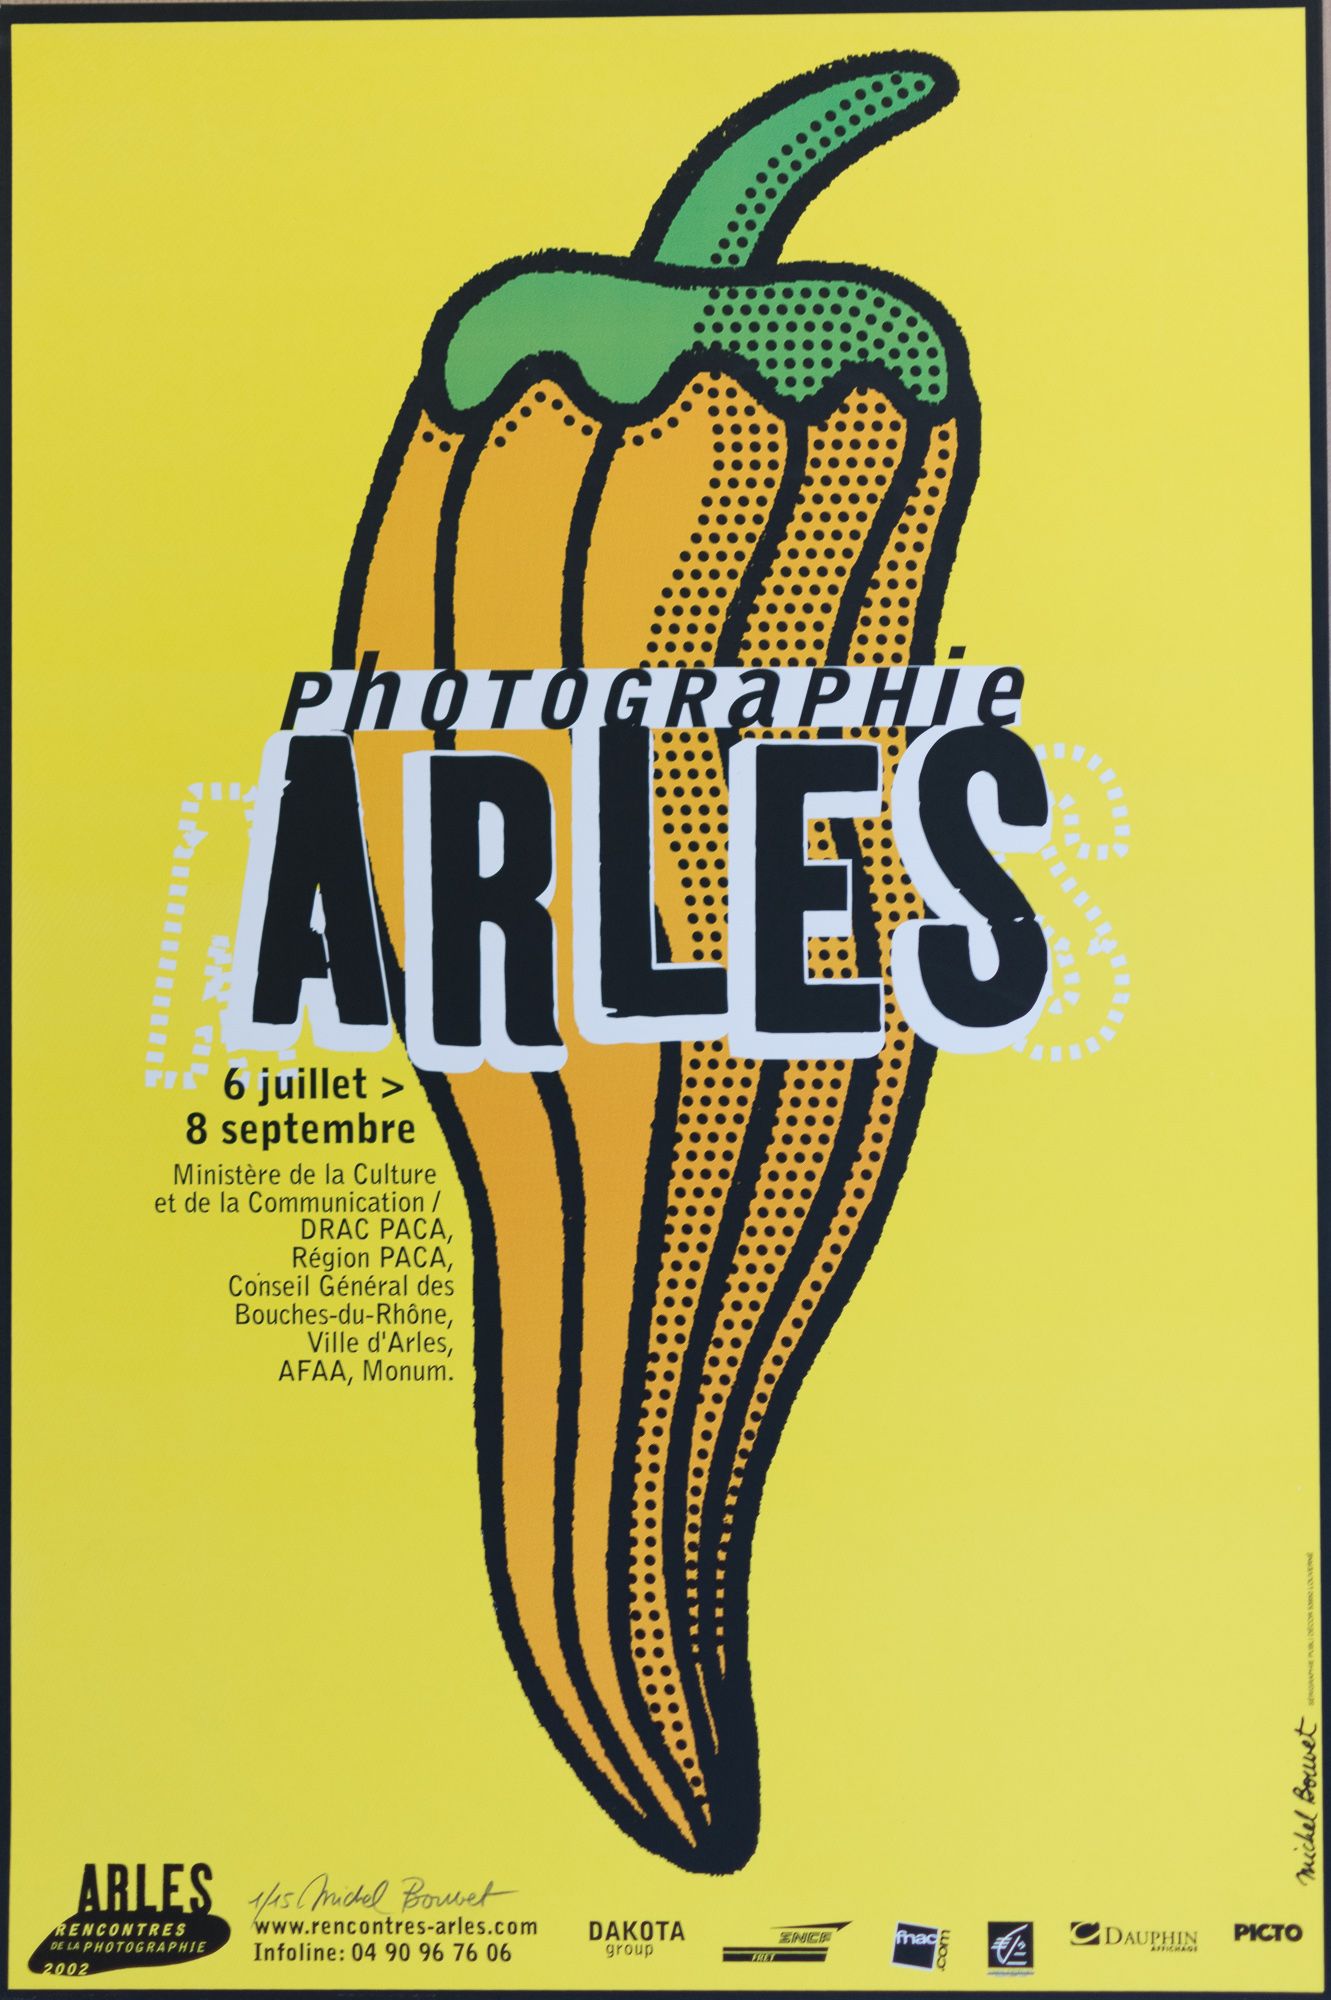 PhOTOGRaPHie
ARLES
6 juillet >
8 septembre
Ministère de la Culture
et de la Communication /
DRAC PACA,
Région PACA,
Conseil Général des
Bouches-du-Rhône,
Ville d'Arles,
AFAA, Monum.
Michel Bouvet
ARLES
RENCONTRES
DE LA PHOTOGRAPHIE
2002
1/15 Michel Bouvet
www.rencontres-arles.com
Infoline: 04 90 96 76 06
DAKOTA
group
SNCF
FRET
fnac
.com
DAUPHIN
AFFICHAGE
PICTO